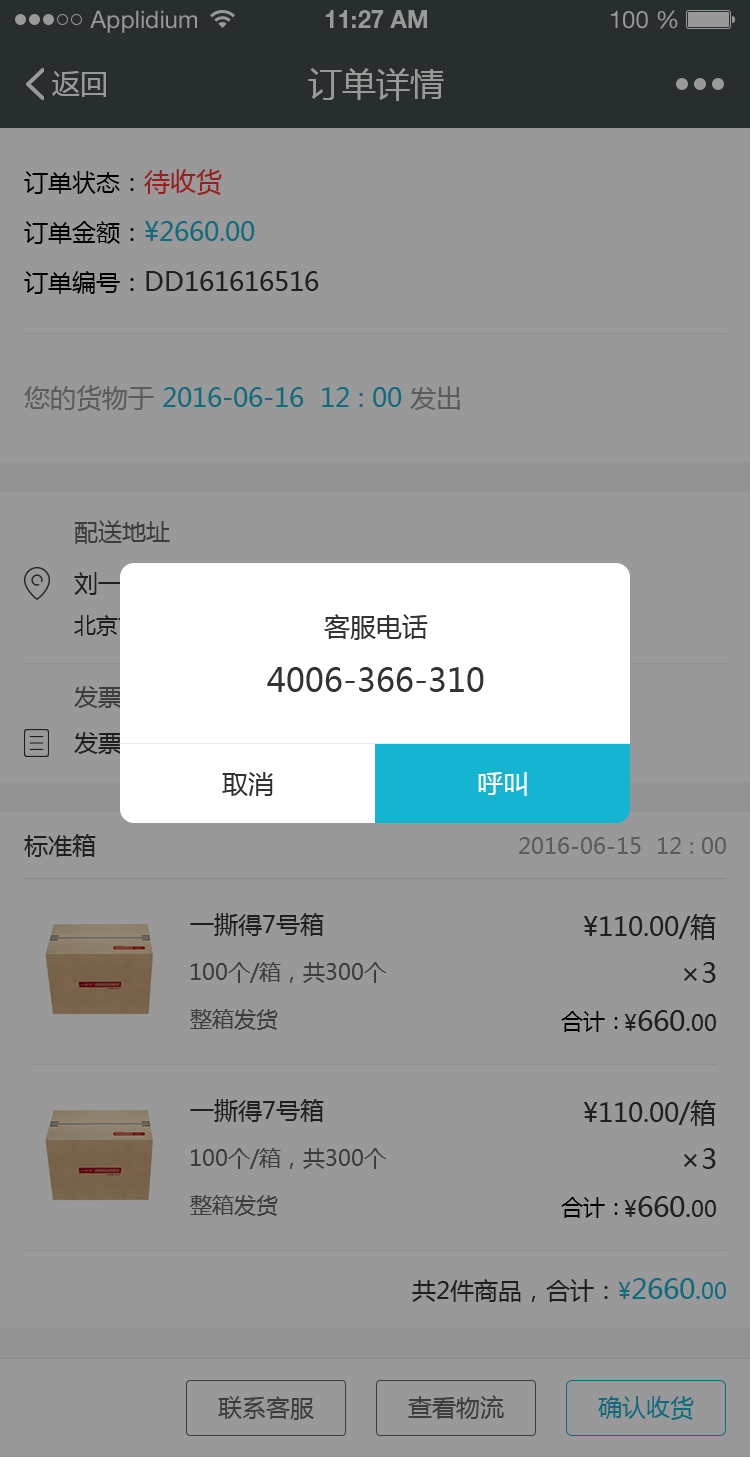 Applidium 11:27 AM 100 %
返回 订单详情
订单状态：待收货
订单金额：¥2660.00
订单编号：DD161616516
您的货物于 2016-06-16 12 : 00 发出
配送地址
刘一
北京
客服电话
4006-366-310
发票
发票
取消 呼叫
标准箱 2016-06-15 12 : 00
一撕得7号箱 ¥110.00/箱
100个/箱，共300个 ×3
整箱发货 合计：¥660.00
一撕得7号箱 ¥110.00/箱
100个/箱，共300个 ×3
整箱发货 合计：¥660.00
共2件商品，合计：¥2660.00
联系客服 查看物流 确认收货